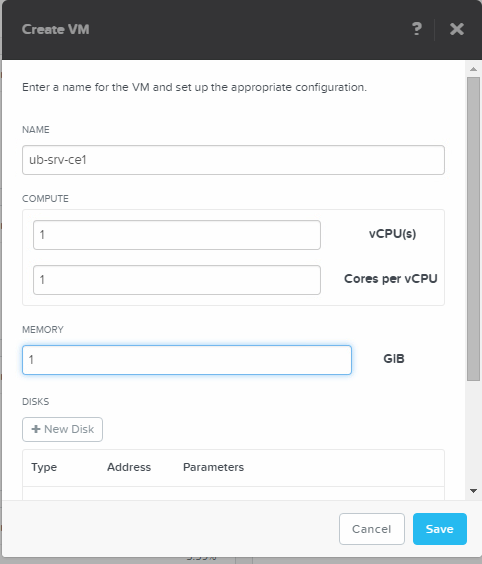 Create VM ? ×
Enter a name for the VM and set up the appropriate configuration.
NAME
ub-srv-ce1
COMPUTE
1 vCPU(s)
1 Cores per vCPU
MEMORY
1 GIB
DISKS
+ New Disk
Type Address Parameters
Cancel Save